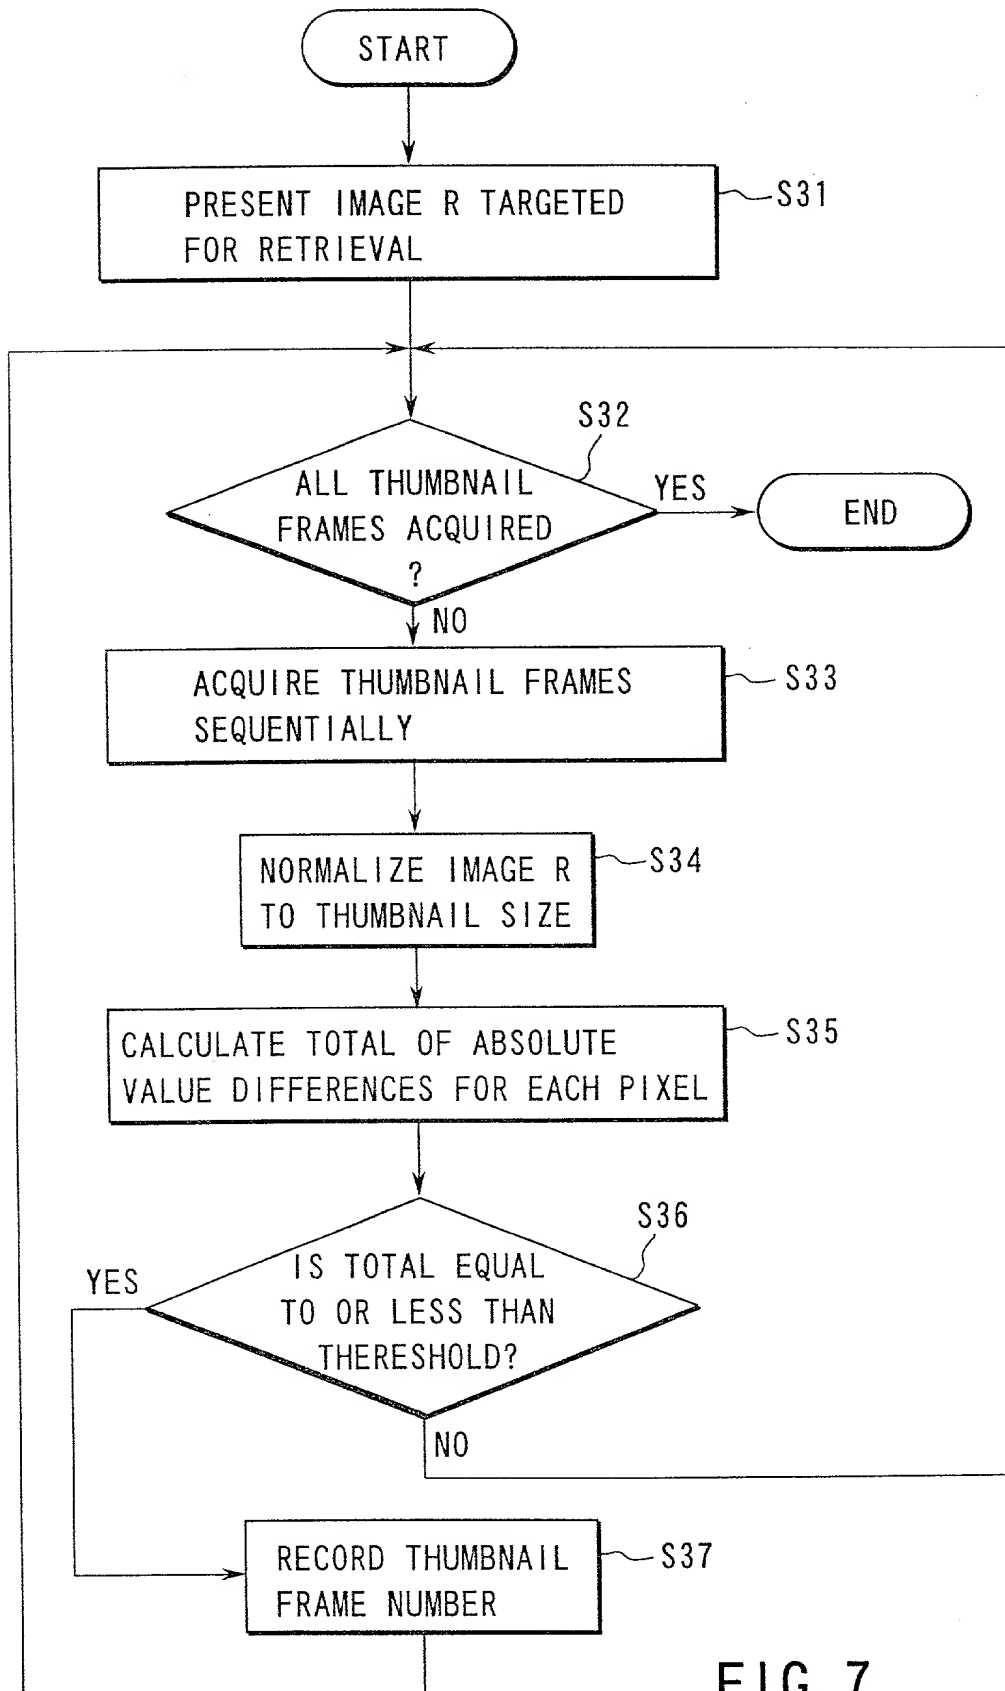 START
PRESENT IMAGE R TARGETED
FOR RETRIEVAL
S31
S32
ALL THUMBNAIL
FRAMES ACQUIRED
?
YES
END
NO
ACQUIRE THUMBNAIL FRAMES
SEQUENTIALLY
S33
NORMALIZE IMAGE R
TO THUMBNAIL SIZE
S34
CALCULATE TOTAL OF ABSOLUTE
VALUE DIFFERENCES FOR EACH PIXEL
S35
S36
YES
IS TOTAL EQUAL
TO OR LESS THAN
THERESHOLD?
NO
RECORD THUMBNAIL
FRAME NUMBER
S37
FIG. 7